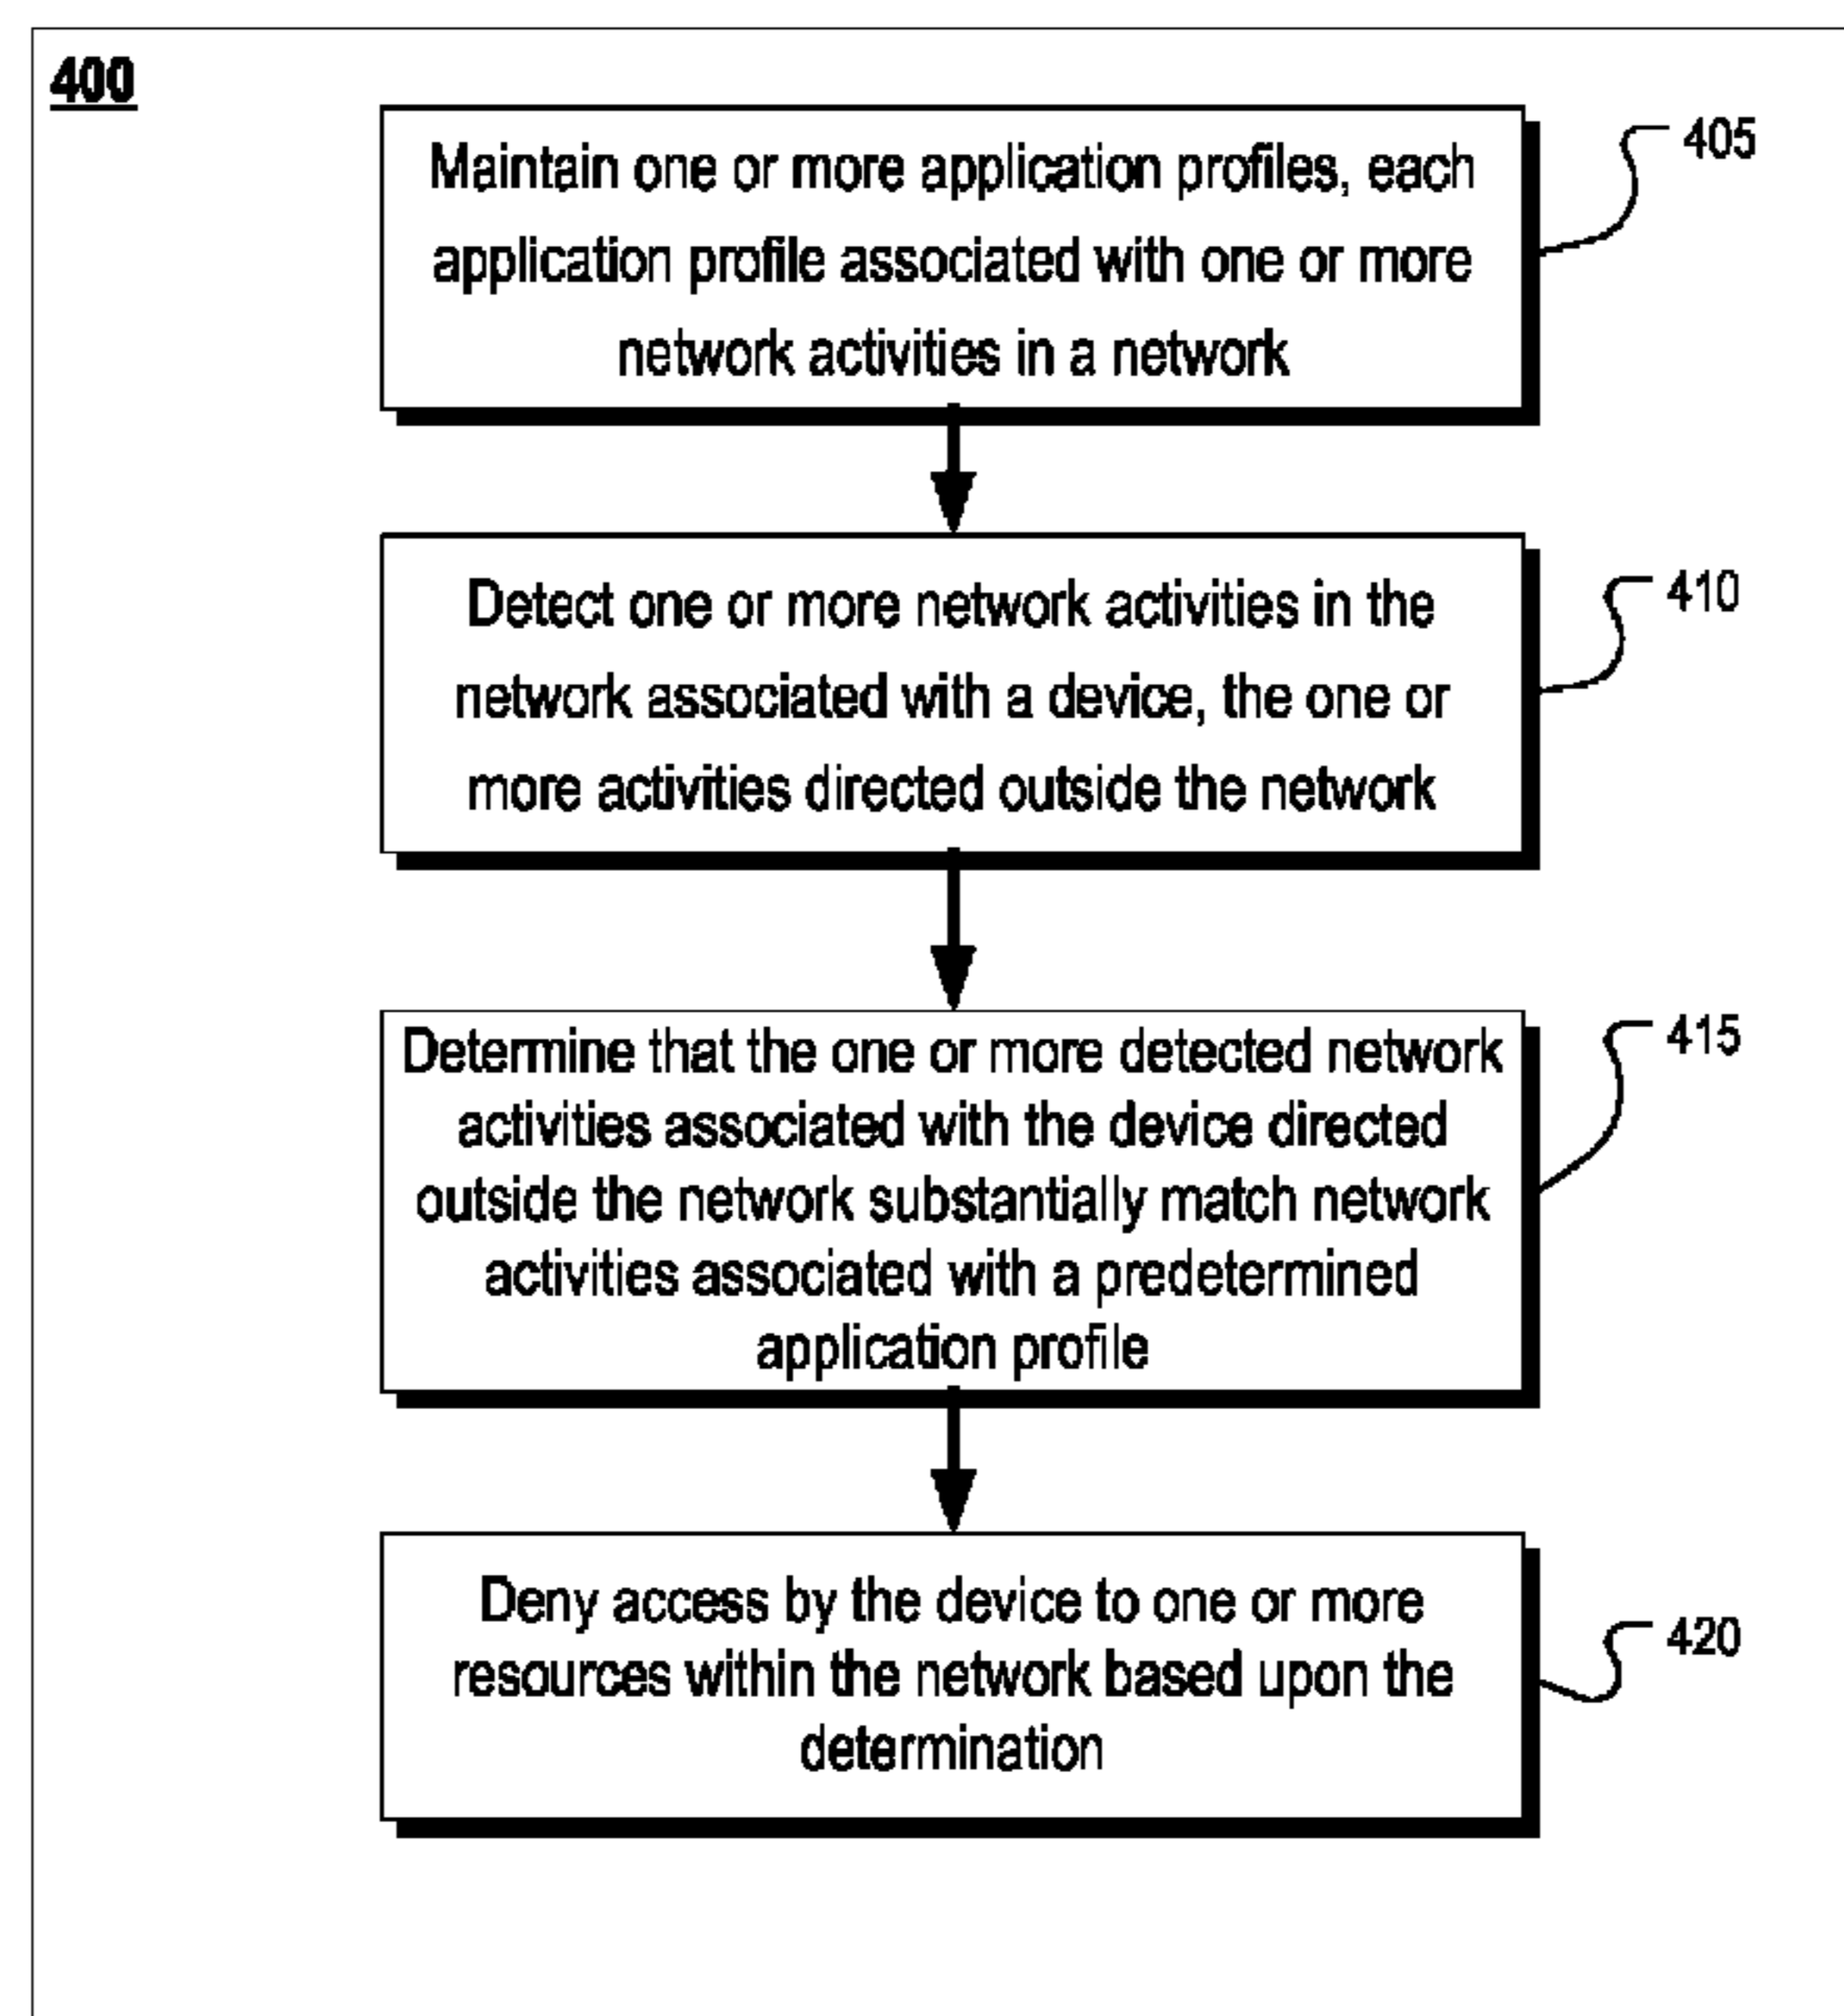 400
Maintain one or more application profiles, each
application profile associated with one or more
network activities in a network
405
Detect one or more network activities in the
network associated with a device, the one or
more activities directed outside the network
410
Determine that the one or more detected network
activities associated with the device directed
outside the network substantially match network
activities associated with a predetermined
application profile
415
Deny access by the device to one or more
resources within the network based upon the
determination
420